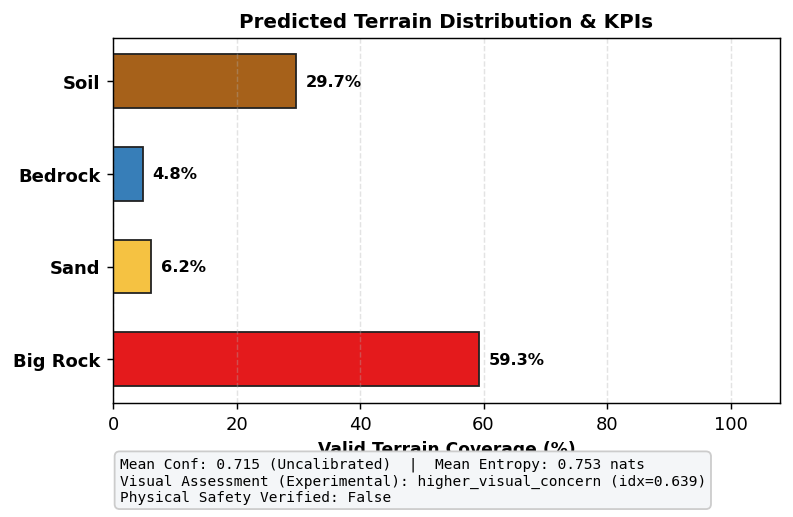 Predicted Terrain Distribution & KPIs
Soil
29.7%
Bedrock
4.8%
Sand
6.2%
Big Rock
59.3%
0 20 40 60 80 100
Valid Terrain Coverage (%)
Mean Conf: 0.715 (Uncalibrated) | Mean Entropy: 0.753 nats
Visual Assessment (Experimental): higher_visual_concern (idx=0.639)
Physical Safety Verified: False